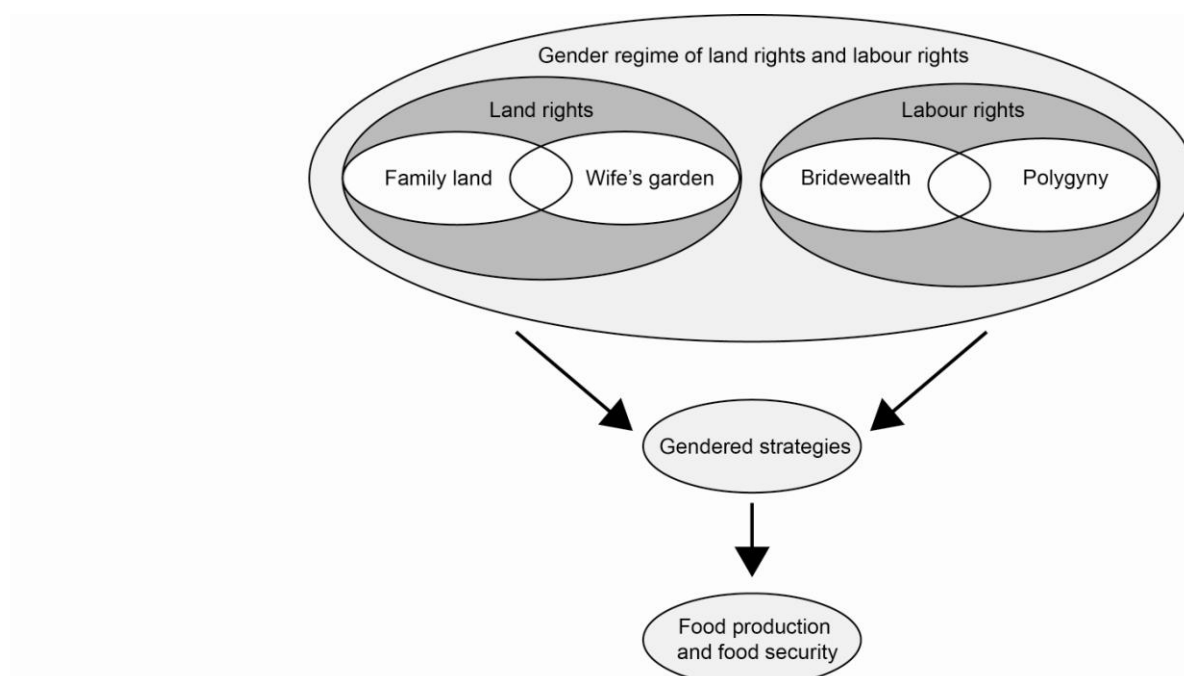 Gender regime of land rights and labour rights
Land rights
Labour rights
Family land
Wife's garden
Bridewealth
Polygyny
Gendered strategies
Food production
and food security